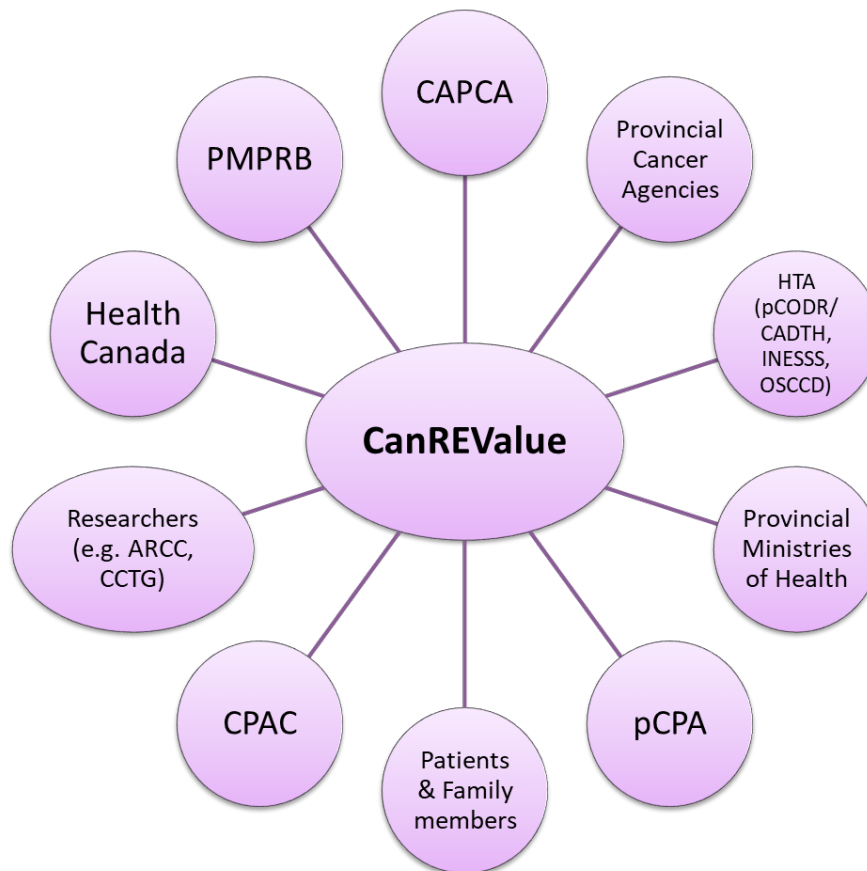 CAPCA
Provincial
Cancer
Agencies
HTA
(pCODR/
CADTH,
INESSS,
OSCCD)
Provincial
Ministries
of Health
pCPA
Patients
& Family
members
CPAC
Researchers
(e.g. ARCC,
CCTG)
Health
Canada
PMPRB
CanREValue